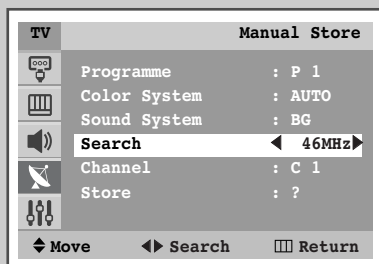 TV Manual Store
Programme : P 1
Color System : AUTO
Sound System : BG
Search 46MHz
Channel : C 1
Store : ?
Move Search Return